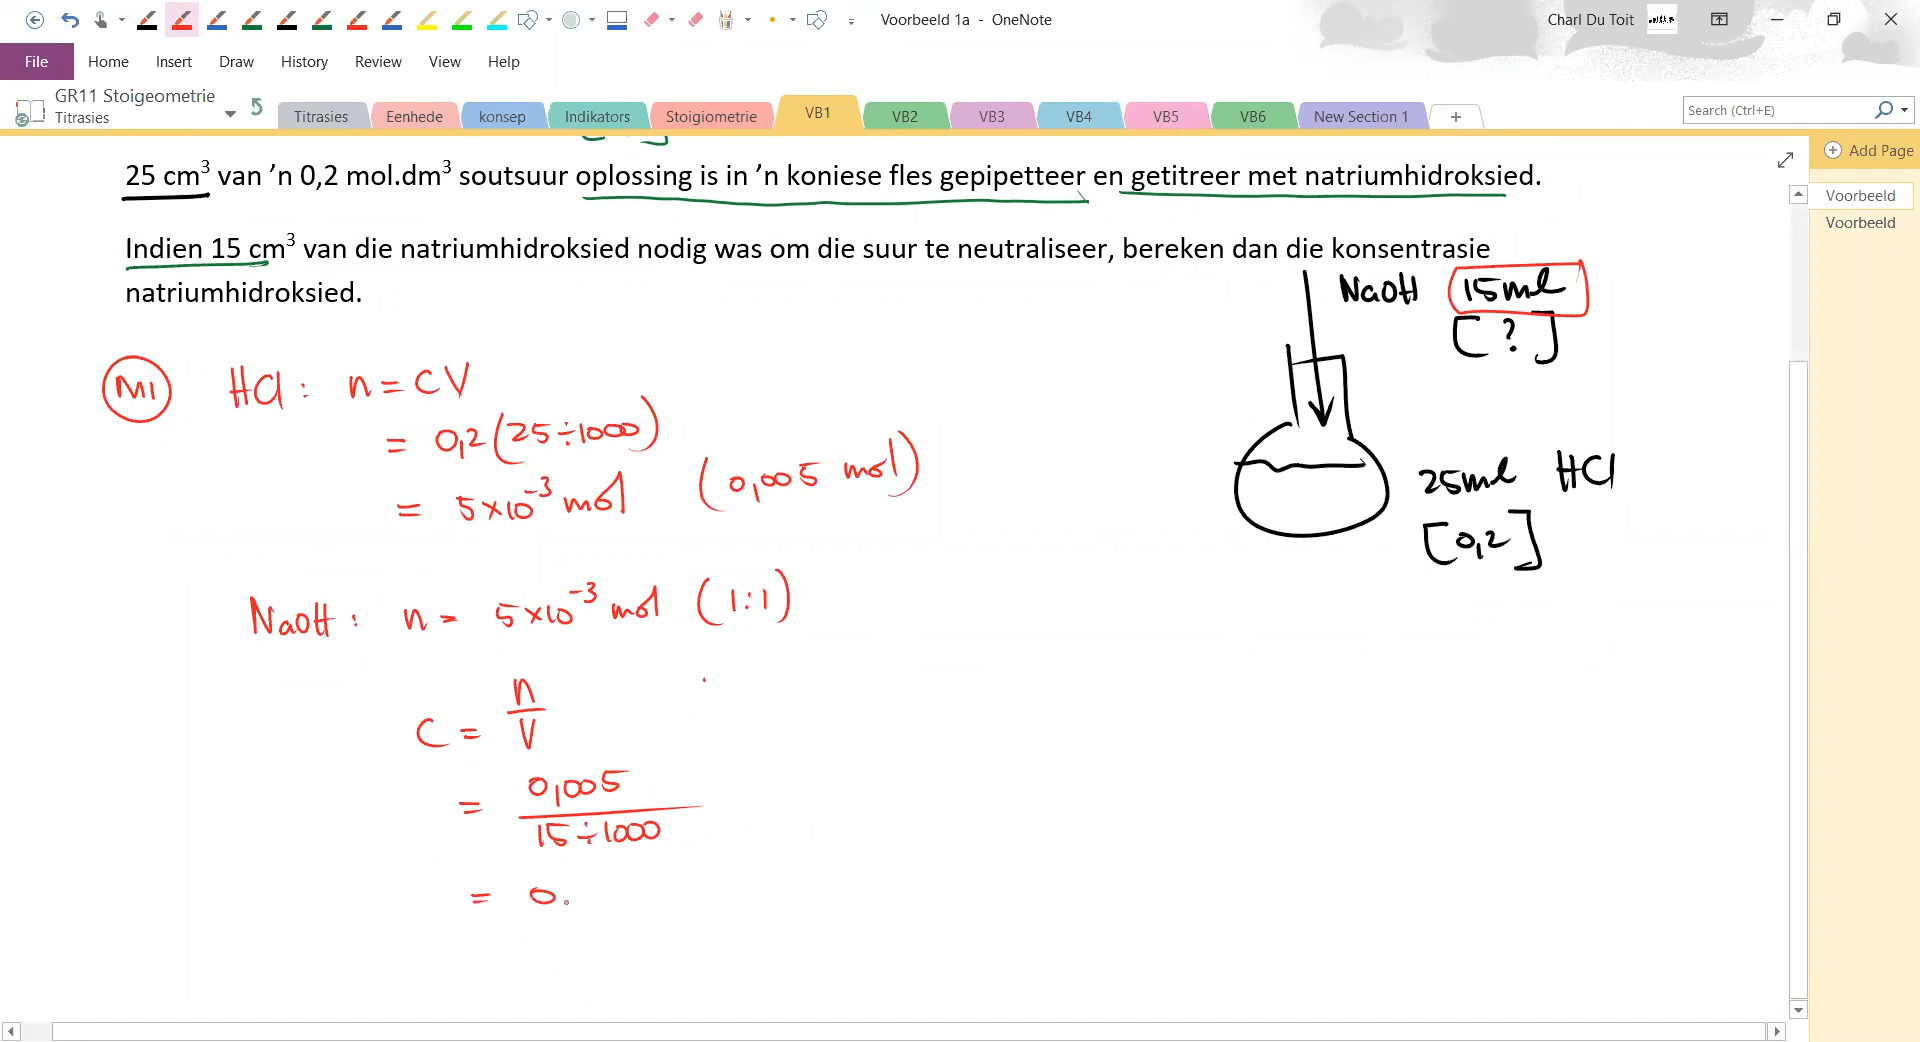 Voorbeeld 1a - OneNote
Charl Du Toit
File Home Insert Draw History Review View Help
GR11 Stoigeometrie
Titrasies
Titrasies Eenhede konsep Indikators Stoigiometrie VB1 VB2 VB3 VB4 VB5 VB6 New Section 1 +
Search (Ctrl+E)
Add Page
Voorbeeld
Voorbeeld
25 cm³ van ’n 0,2 mol.dm³ soutsuur oplossing is in ’n koniese fles gepipetteer en getitreer met natriumhidroksied.
Indien 15 cm³ van die natriumhidroksied nodig was om die suur te neutraliseer, bereken dan die konsentrasie
natriumhidroksied.
NaOH 15ml
[ ? ]
25ml HCl
[0,2]
M1 HCl : n = CV
= 0,2 (25÷1000)
= 5×10⁻³ mol (0,005 mol)
NaOH : n = 5×10⁻³ mol (1:1)
C = n/V
= 0,005
15÷1000
= 0.